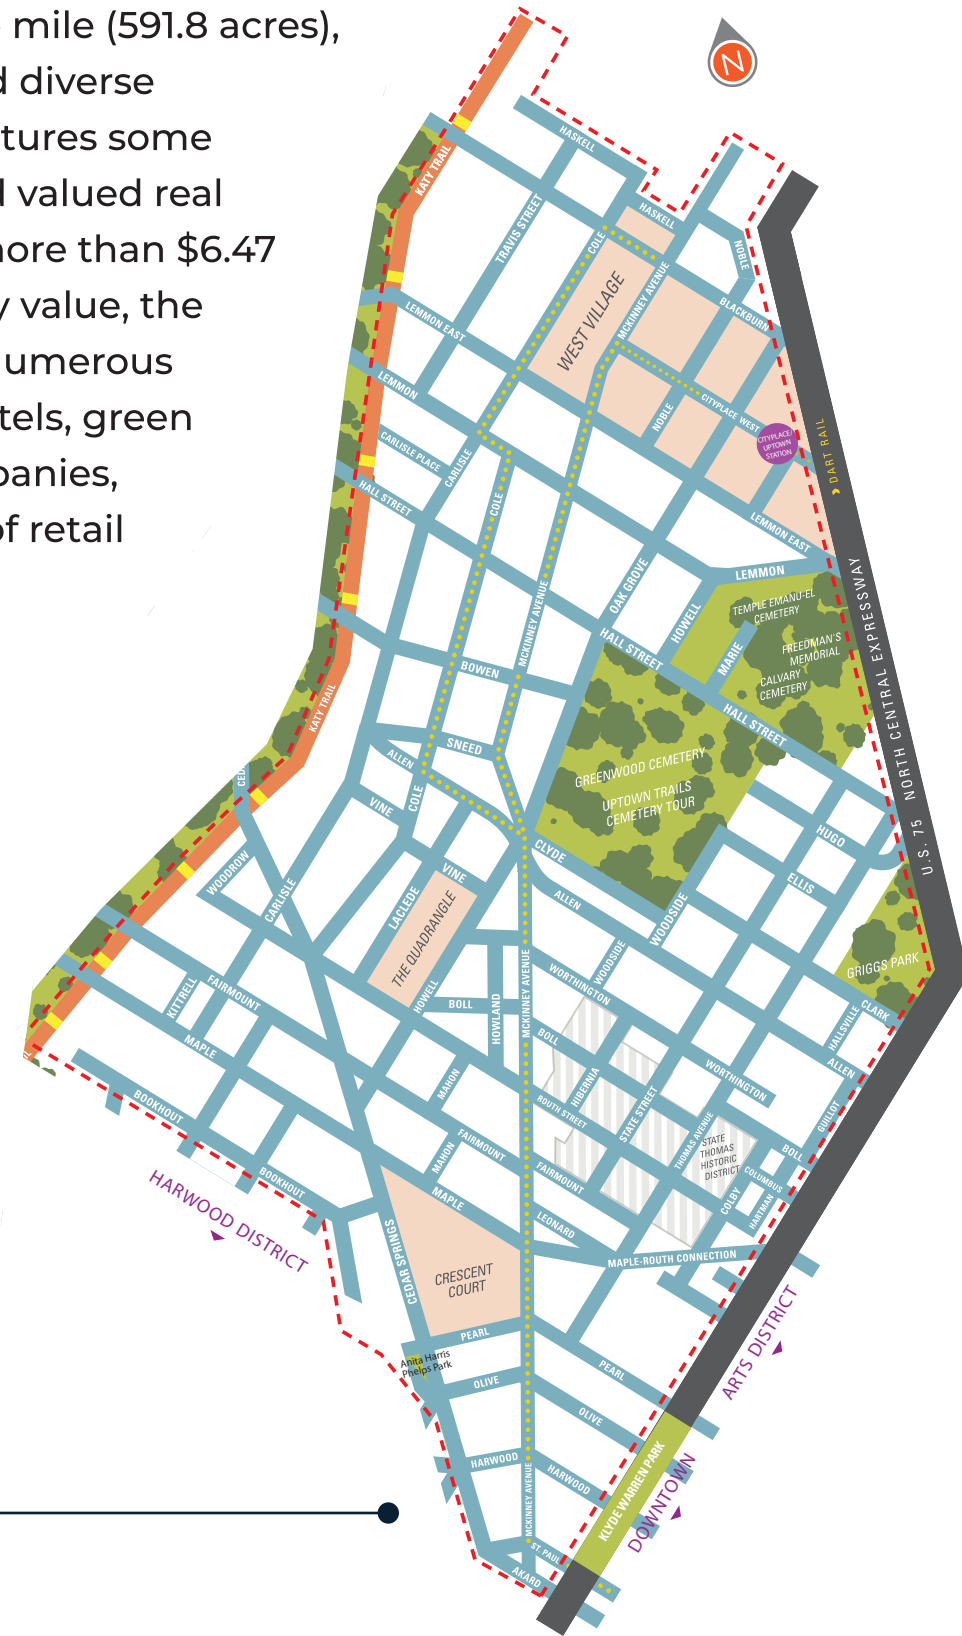 mile (591.8 acres),
diverse
tures some
valued real
more than $6.47
value, the
umerous
tels, green
panies,
of retail
N
HASKELL
KATY TRAIL
HASKELL
TRAVIS STREET
COLE
NOBLE
MCKINNEY AVENUE
BLACKBURN
WEST VILLAGE
LEMMON EAST
LEMMON
CITYPLACE WEST
NOBLE
CITYPLACE/
UPTOWN
STATION
DART RAIL
CARLISLE PLACE
CARLISLE
HALL STREET
COLE
LEMMON EAST
LEMMON
OAK GROVE
MCKINNEY AVENUE
HOWELL
HALL STREET
MARIE
TEMPLE EMANU-EL
CEMETERY
FREEDMAN'S
MEMORIAL
CALVARY
CEMETERY
U.S. 75 NORTH CENTRAL EXPRESSWAY
BOWEN
KATY TRAIL
HALL STREET
SNEED
ALLEN
GREENWOOD CEMETERY
UPTOWN TRAILS
CEMETERY TOUR
CED
VINE
COLE
HUGO
CLYDE
ELLIS
WOODROW
CARLISLE
VINE
LACLEDE
THE QUADRANGLE
ALLEN
WOODSIDE
WOODSIDE
GRIGGS PARK
WORTHINGTON
KITTRELL
FAIRMOUNT
HOWELL
BOLL
HOWLAND
MCKINNEY AVENUE
CLARK
HALLSVILLE
MAPLE
BOLL
ALLEN
MAHON
HIBERNIA
WORTHINGTON
BOOKHOUT
ROUTH STREET
STATE STREET
THOMAS AVENUE
GUILLOT
STATE
THOMAS
HISTORIC
DISTRICT
BOLL
FAIRMOUNT
MAHON
FAIRMOUNT
COLUMBUS
BOOKHOUT
MAPLE
COLBY
HARTMAN
HARWOOD DISTRICT
LEONARD
CEDAR SPRINGS
MAPLE-ROUTH CONNECTION
CRESCENT
COURT
ARTS DISTRICT
PEARL
Anita Harris
Phelps Park
PEARL
OLIVE
OLIVE
HARWOOD
HARWOOD
KLYDE WARREN PARK
DOWNTOWN
MCKINNEY AVENUE
ST. PAUL
AKARD